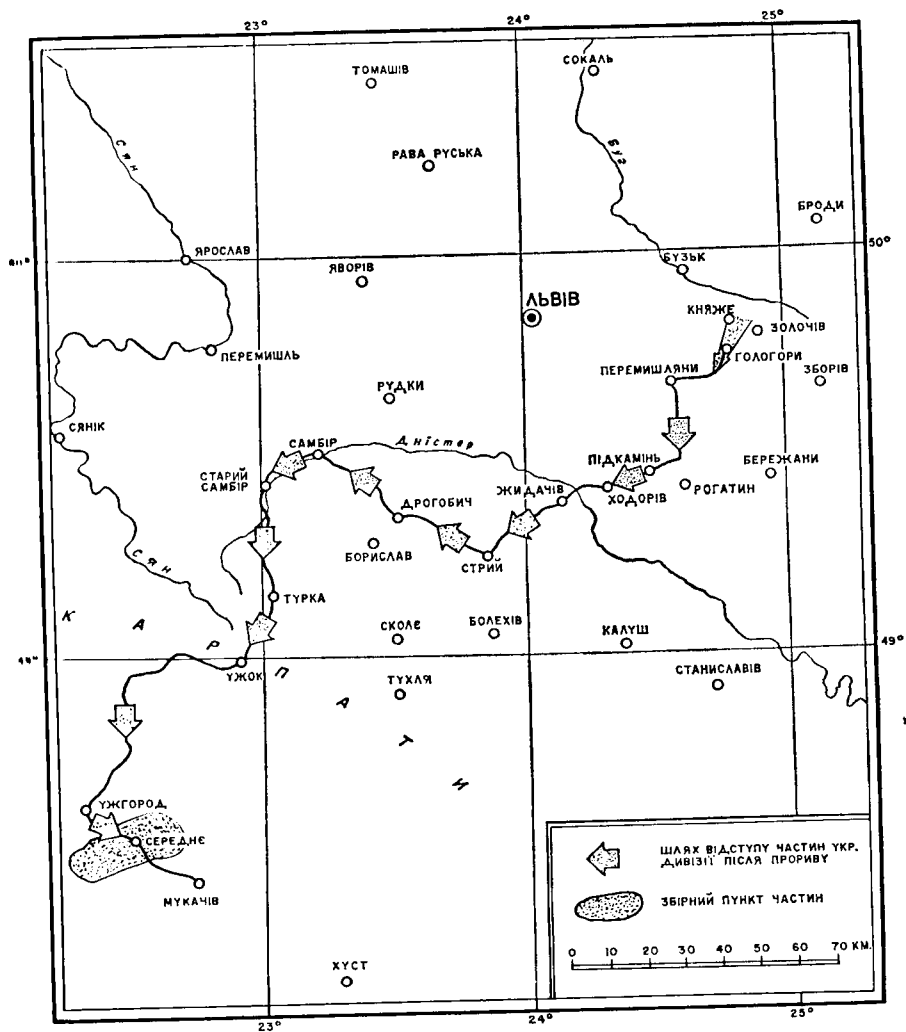 23°
24°
25°
СОКАЛЬ
ТОМАШІВ
Сян
РАВА РУСЬКА
Буг
БРОДИ
ЯРОСЛАВ
50°
БУЗЬК
ЯВОРІВ
ЛЬВІВ
КНЯЖЕ
ЗОЛОЧІВ
ПЕРЕМИШЛЬ
ГОЛОГОРИ
ПЕРЕМИШЛЯНИ
ЗБОРІВ
РУДКИ
СЯНІК
САМБІР
Дністер
ПІДКАМІНЬ
БЕРЕЖАНИ
СТАРИЙ
САМБІР
ЖИДАЧІВ
ХОДОРІВ
РОГАТИН
ДРОГОБИЧ
БОРИСЛАВ
СТРИЙ
Сян
ТУРКА
СКОЛЄ
БОЛЕХІВ
КАЛУШ
49°
49°
УЖОК
ТУХЛЯ
СТАНИСЛАВІВ
К А Р П А Т И
УЖГОРОД
СЕРЕДНЄ
МУКАЧІВ
ХУСТ
ШЛЯХ ВІДСТУПУ ЧАСТИН УКР.
ДИВІЗІЇ ПІСЛЯ ПРОРИВУ
ЗБІРНИЙ ПУНКТ ЧАСТИН
0 10 20 30 40 50 60 70 КМ.
23°
24°
25°